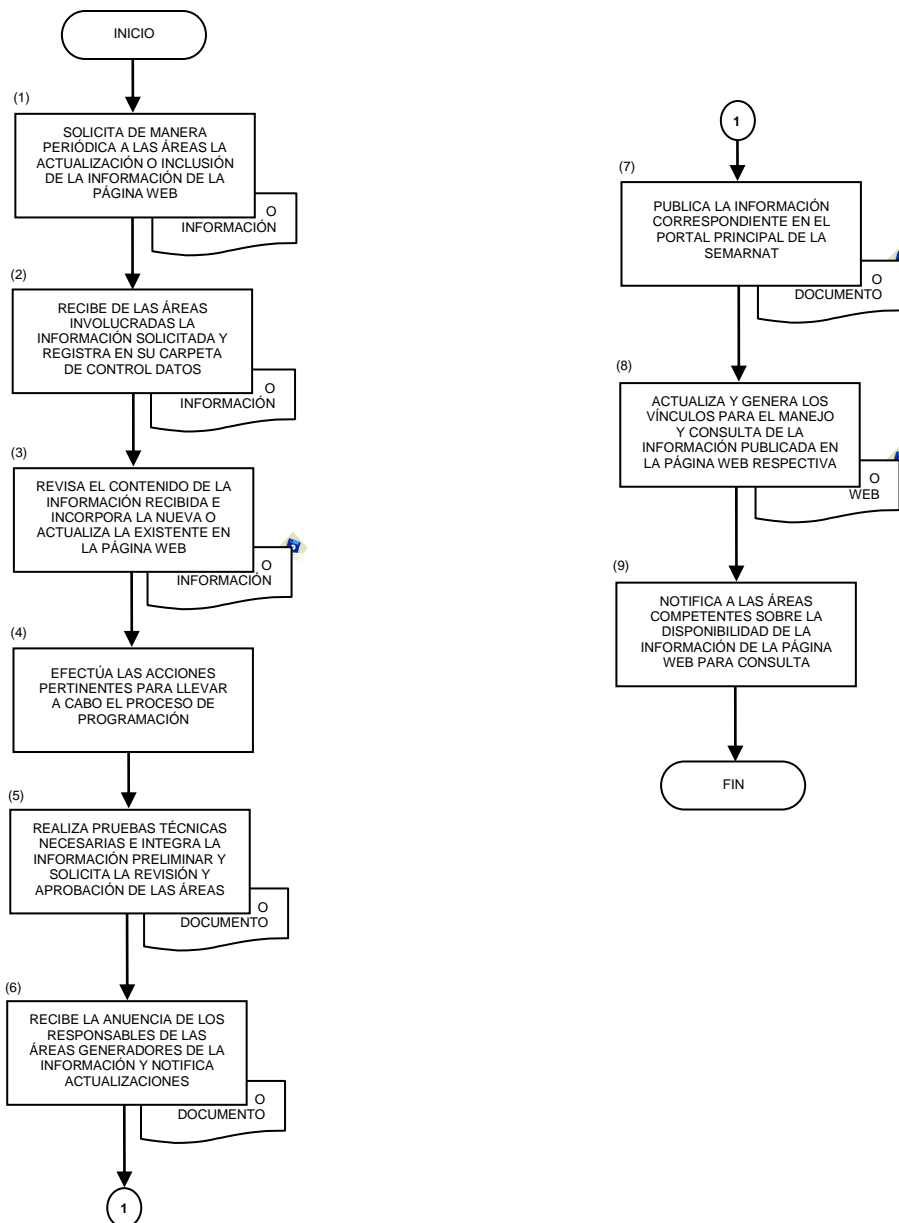 INICIO
(1)
SOLICITA DE MANERA
PERIÓDICA A LAS ÁREAS LA
ACTUALIZACIÓN O INCLUSIÓN
DE LA INFORMACIÓN DE LA
PÁGINA WEB
O
INFORMACIÓN
(2)
RECIBE DE LAS ÁREAS
INVOLUCRADAS LA
INFORMACIÓN SOLICITADA Y
REGISTRA EN SU CARPETA
DE CONTROL DATOS
O
INFORMACIÓN
(3)
REVISA EL CONTENIDO DE LA
INFORMACIÓN RECIBIDA E
INCORPORA LA NUEVA O
ACTUALIZA LA EXISTENTE EN
LA PÁGINA WEB
O
INFORMACIÓN
(4)
EFECTÚA LAS ACCIONES
PERTINENTES PARA LLEVAR
A CABO EL PROCESO DE
PROGRAMACIÓN
(5)
REALIZA PRUEBAS TÉCNICAS
NECESARIAS E INTEGRA LA
INFORMACIÓN PRELIMINAR Y
SOLICITA LA REVISIÓN Y
APROBACIÓN DE LAS ÁREAS
O
DOCUMENTO
(6)
RECIBE LA ANUENCIA DE LOS
RESPONSABLES DE LAS
ÁREAS GENERADORES DE LA
INFORMACIÓN Y NOTIFICA
ACTUALIZACIONES
O
DOCUMENTO
1
1
(7)
PUBLICA LA INFORMACIÓN
CORRESPONDIENTE EN EL
PORTAL PRINCIPAL DE LA
SEMARNAT
O
DOCUMENTO
(8)
ACTUALIZA Y GENERA LOS
VÍNCULOS PARA EL MANEJO
Y CONSULTA DE LA
INFORMACIÓN PUBLICADA EN
LA PÁGINA WEB RESPECTIVA
O
WEB
(9)
NOTIFICA A LAS ÁREAS
COMPETENTES SOBRE LA
DISPONIBILIDAD DE LA
INFORMACIÓN DE LA PÁGINA
WEB PARA CONSULTA
FIN